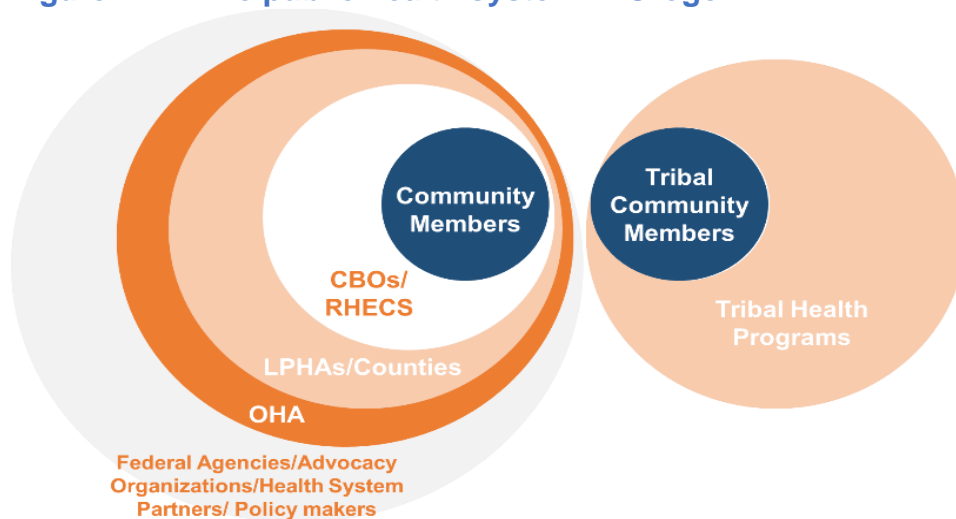 Community
Members
Tribal
Community
Members
CBOs/
RHECS
Tribal Health
Programs
LPHAs/Counties
OHA
Federal Agencies/Advocacy
Organizations/Health System
Partners/ Policy makers